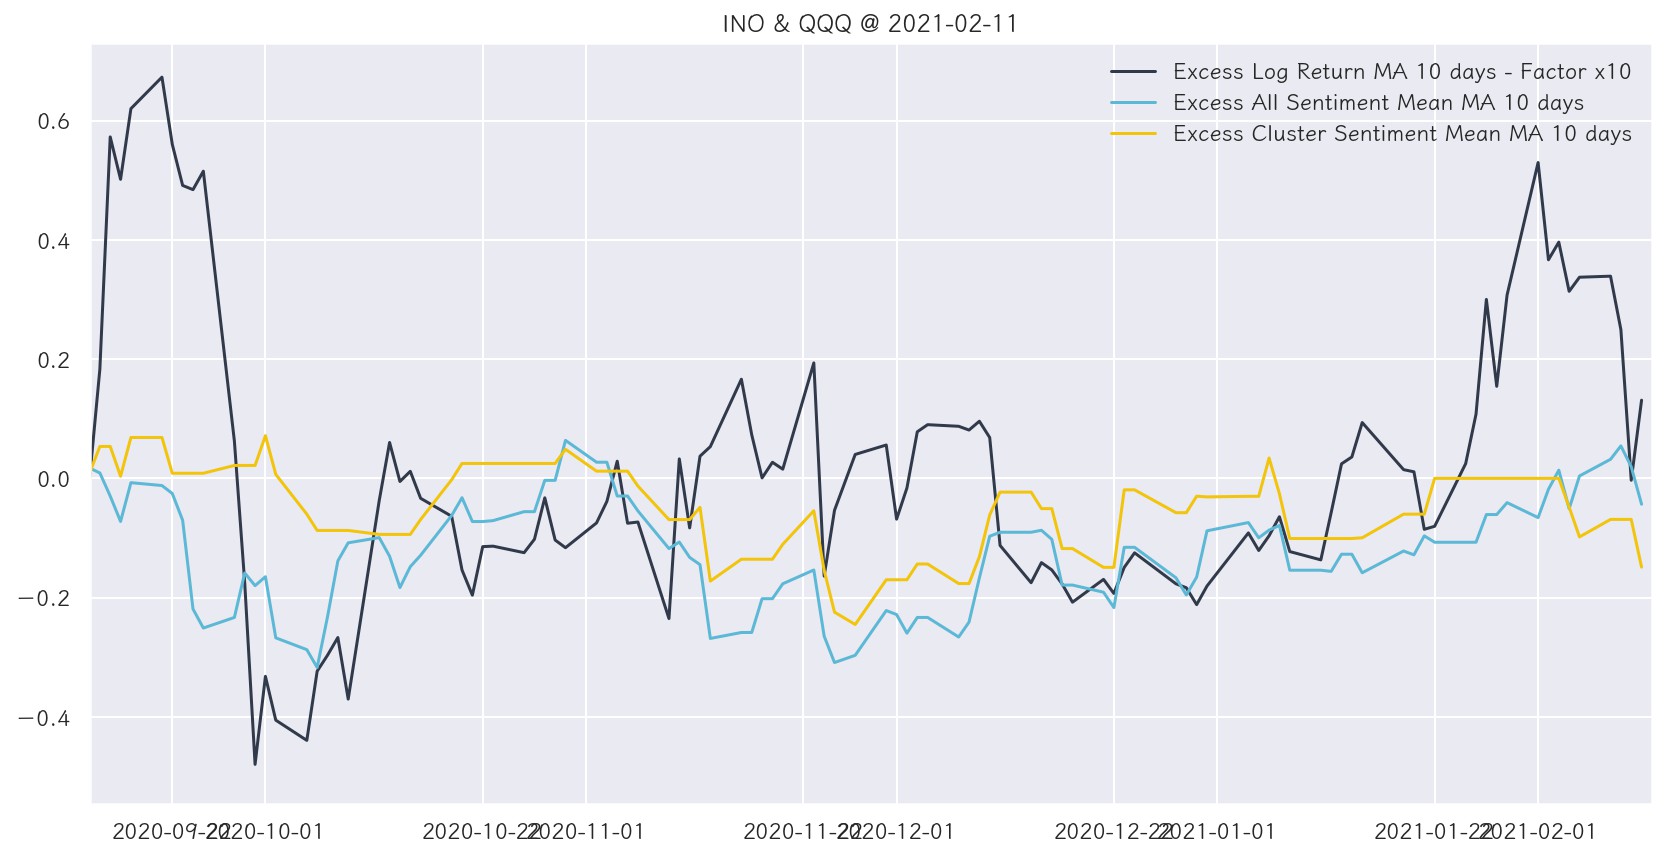 INO & QQQ @ 2021-02-11
Excess Log Return MA 10 days - Factor x10
Excess All Sentiment Mean MA 10 days
Excess Cluster Sentiment Mean MA 10 days
0.6
0.4
0.2
0.0
−0.2
−0.4
2020-09-22 2020-10-01 2020-10-22 2020-11-01 2020-11-22 2020-12-01 2020-12-22 2021-01-01 2021-01-22 2021-02-01